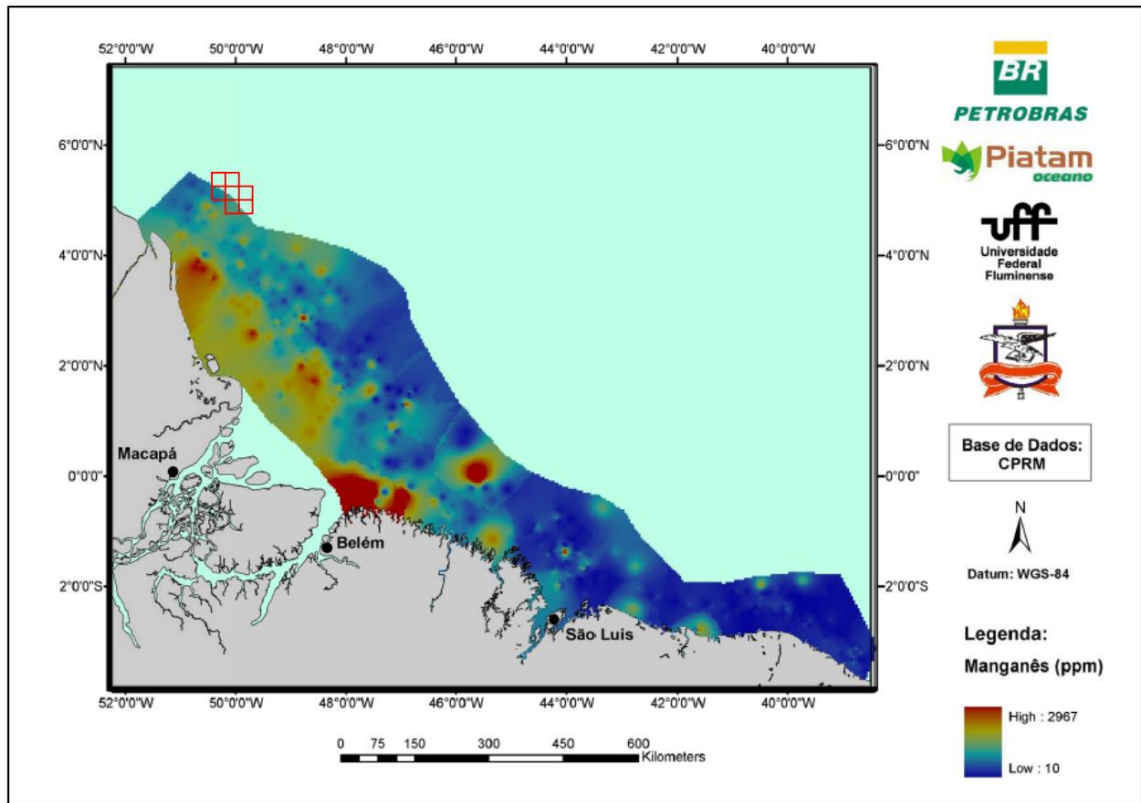 52°0'0"W 50°0'0"W 48°0'0"W 46°0'0"W 44°0'0"W 42°0'0"W 40°0'0"W
6°0'0"N 6°0'0"N
4°0'0"N 4°0'0"N
2°0'0"N 2°0'0"N
0°0'0" 0°0'0"
2°0'0"S 2°0'0"S
Macapá
Belém
São Luis
52°0'0"W 50°0'0"W 48°0'0"W 46°0'0"W 44°0'0"W 42°0'0"W 40°0'0"W
0 75 150 300 450 600
Kilometers
BR
PETROBRAS
Piatam
oceano
uff
Universidade
Federal
Fluminense
Base de Dados:
CPRM
N
Datum: WGS-84
Legenda:
Manganês (ppm)
High : 2967
Low : 10